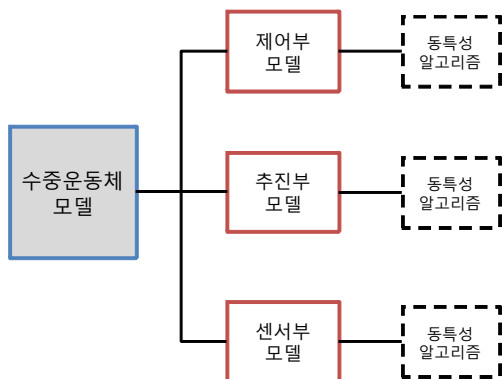 제어부
모델
동특성
알고리즘
수중운동체
모델
추진부
모델
동특성
알고리즘
센서부
모델
동특성
알고리즘